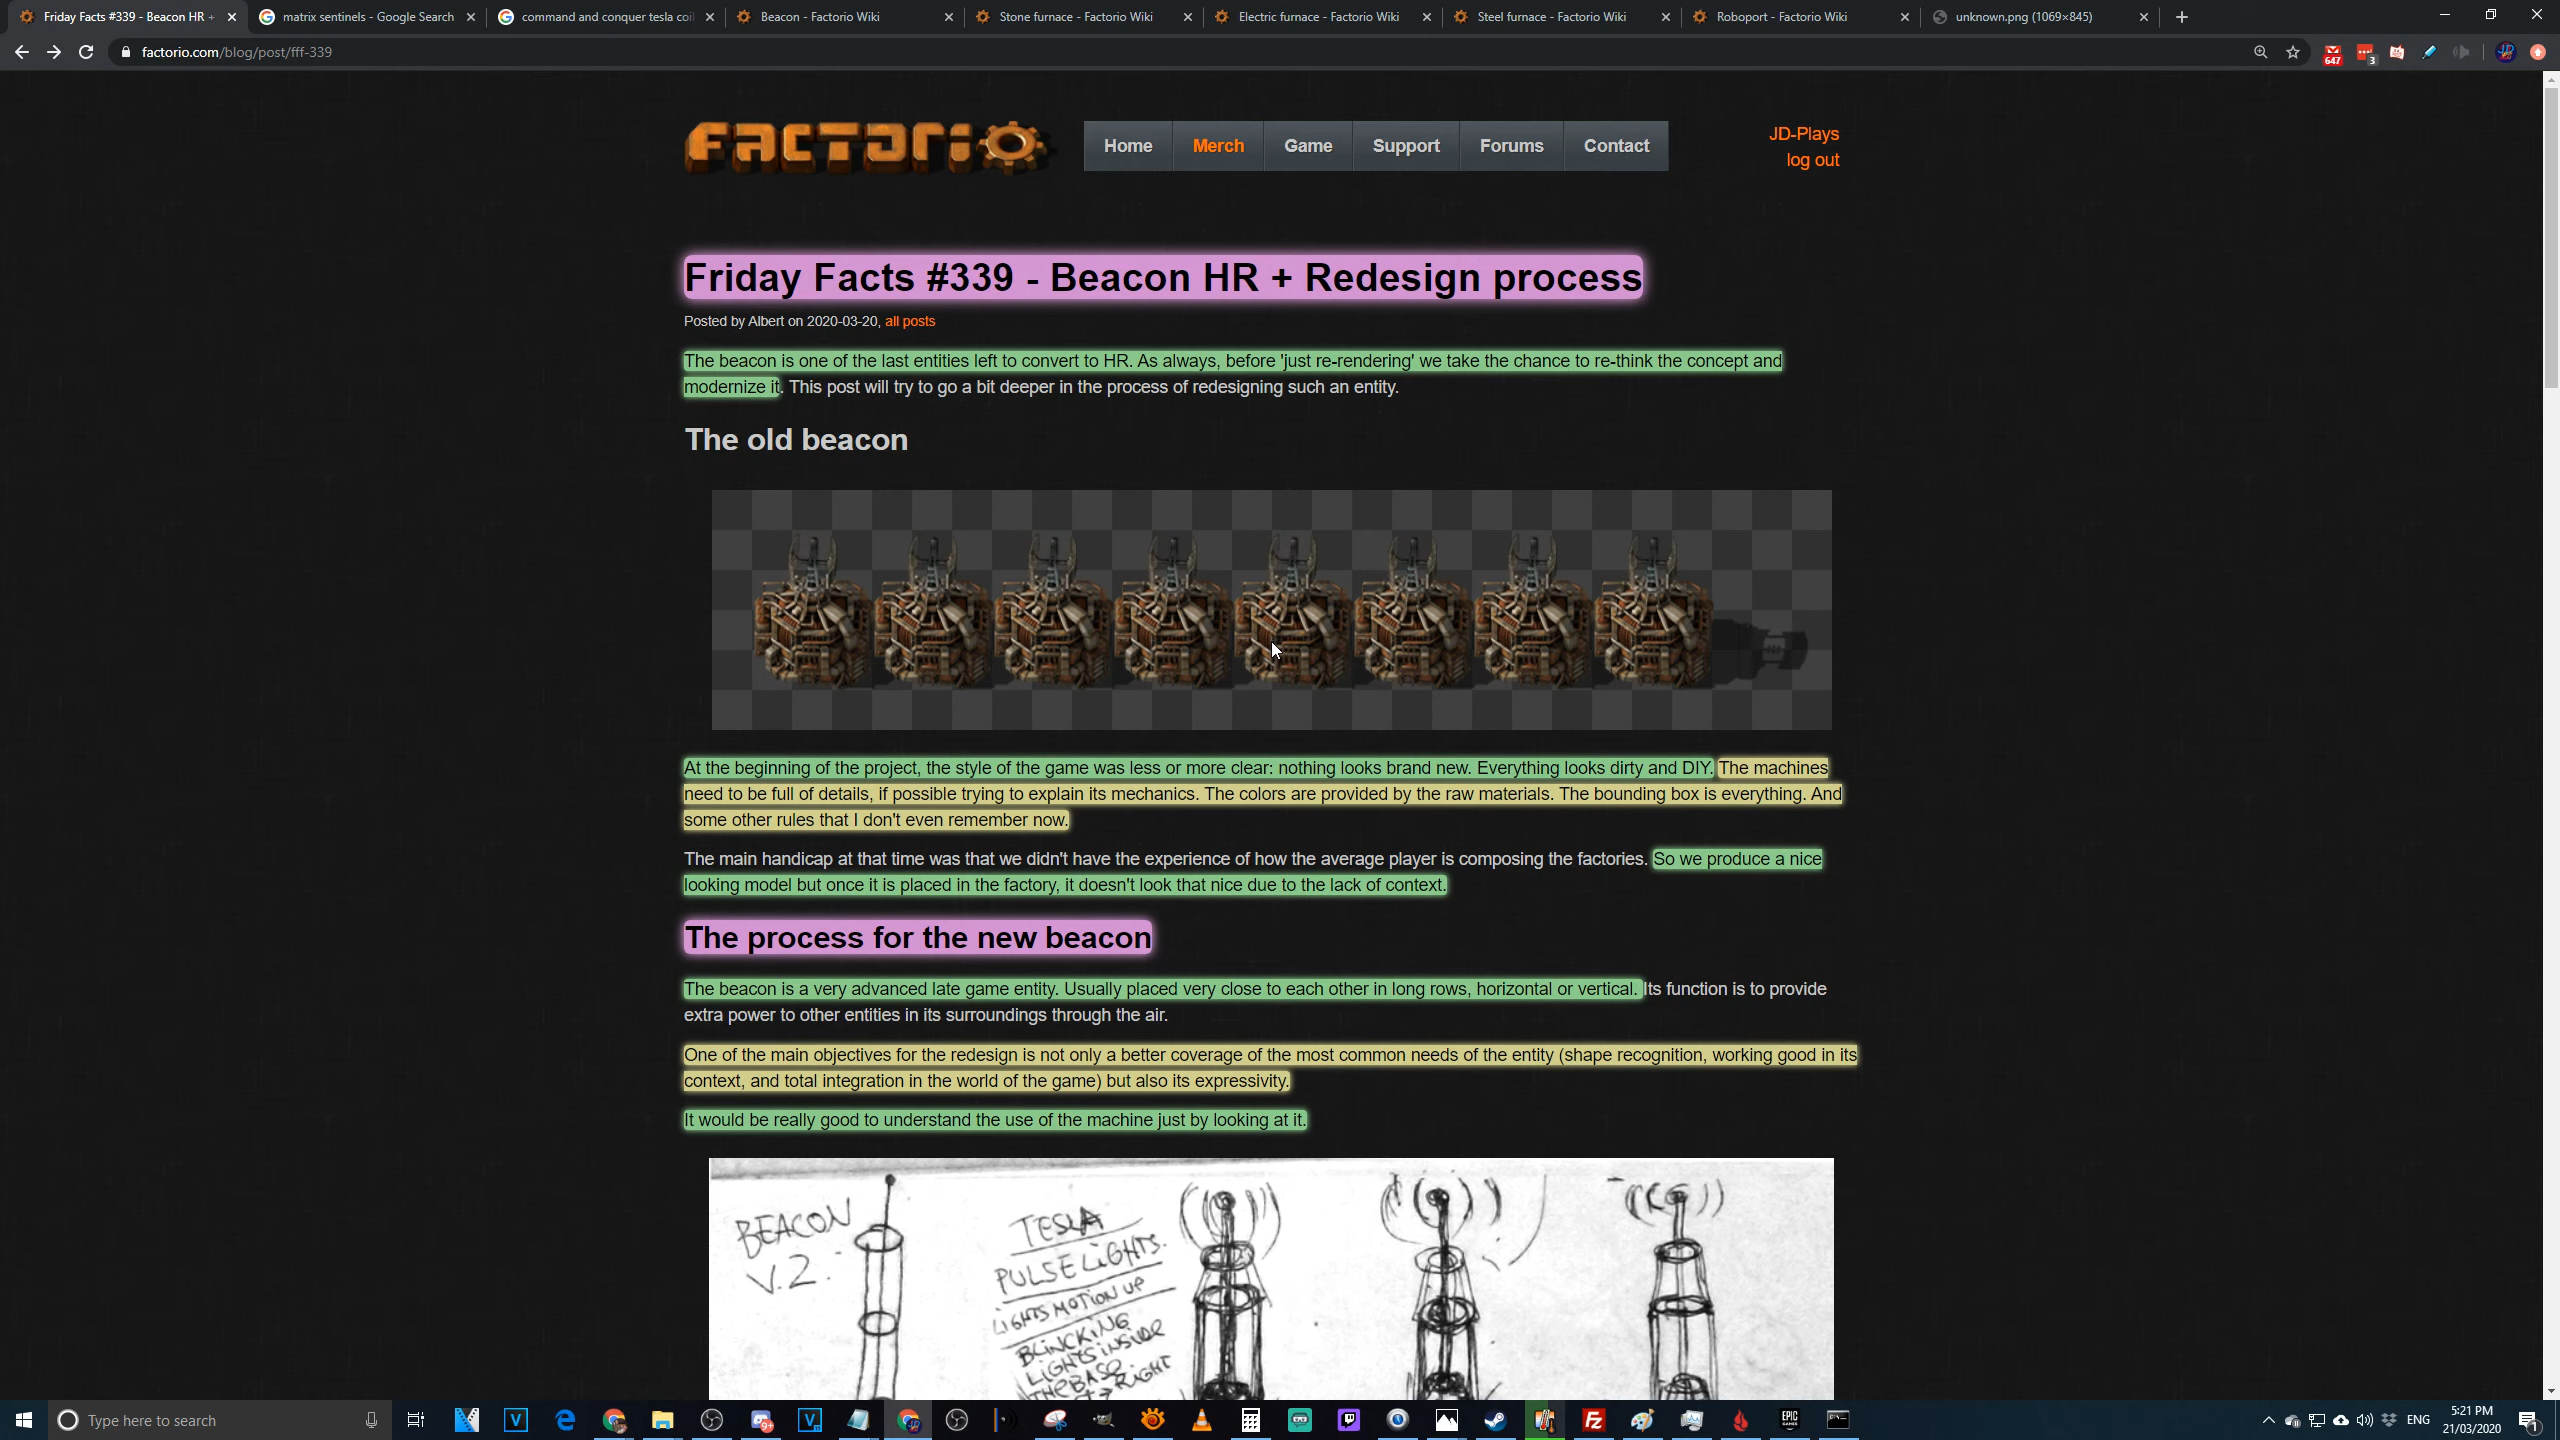 Friday Facts #339 - Beacon HR +
matrix sentinels - Google Search
command and conquer tesla coil
Beacon - Factorio Wiki
Stone furnace - Factorio Wiki
Electric furnace - Factorio Wiki
Steel furnace - Factorio Wiki
Roboport - Factorio Wiki
unknown.png (1069×845)
factorio.com/blog/post/fff-339
647
3
FACTORIO
Home
Merch
Game
Support
Forums
Contact
JD-Plays
log out
Friday Facts #339 - Beacon HR + Redesign process
Posted by Albert on 2020-03-20, all posts
The beacon is one of the last entities left to convert to HR. As always, before 'just re-rendering' we take the chance to re-think the concept and
modernize it. This post will try to go a bit deeper in the process of redesigning such an entity.
The old beacon
At the beginning of the project, the style of the game was less or more clear: nothing looks brand new. Everything looks dirty and DIY. The machines
need to be full of details, if possible trying to explain its mechanics. The colors are provided by the raw materials. The bounding box is everything. And
some other rules that I don't even remember now.
The main handicap at that time was that we didn't have the experience of how the average player is composing the factories. So we produce a nice
looking model but once it is placed in the factory, it doesn't look that nice due to the lack of context.
The process for the new beacon
The beacon is a very advanced late game entity. Usually placed very close to each other in long rows, horizontal or vertical. Its function is to provide
extra power to other entities in its surroundings through the air.
One of the main objectives for the redesign is not only a better coverage of the most common needs of the entity (shape recognition, working good in its
context, and total integration in the world of the game) but also its expressivity.
It would be really good to understand the use of the machine just by looking at it.
BEACON
V.2.
TESLA
PULSE LIGHTS.
LIGHTS MOTION UP
BLINCKING
LIGHTS INSIDE
THE BASE
RIGHT
Type here to search
ENG
5:21 PM
21/03/2020
1